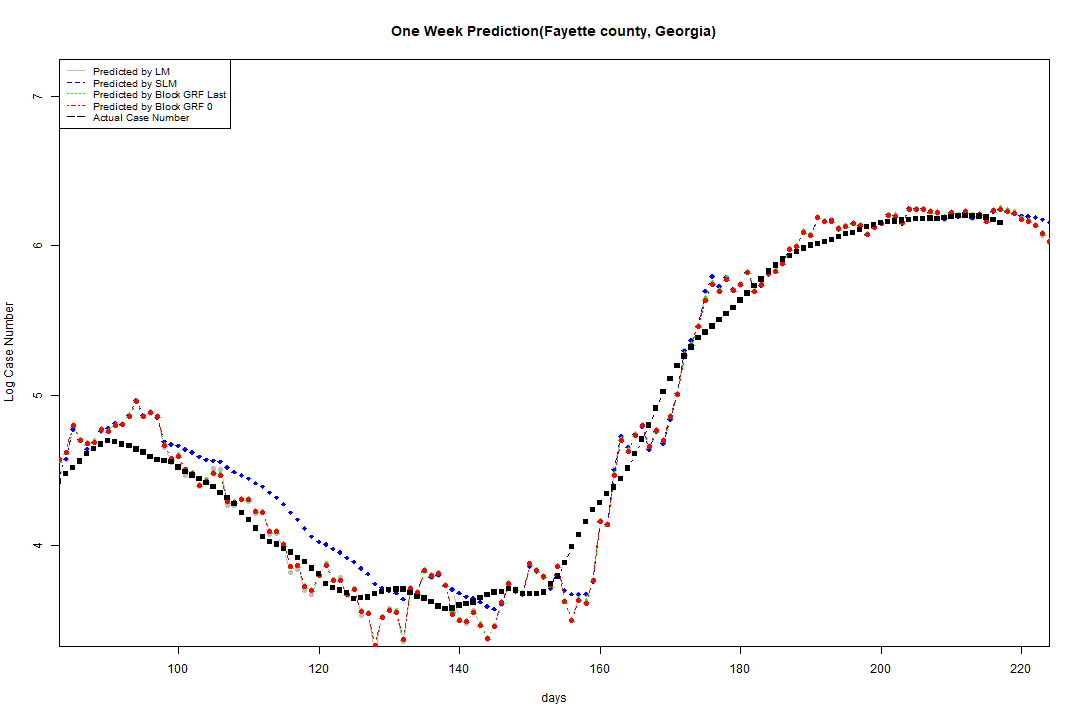 One Week Prediction(Fayette county, Georgia)
Predicted by LM
Predicted by SLM
Predicted by Block GRF Last
Predicted by Block GRF 0
Actual Case Number
7
6
5
4
Log Case Number
100 120 140 160 180 200 220
days